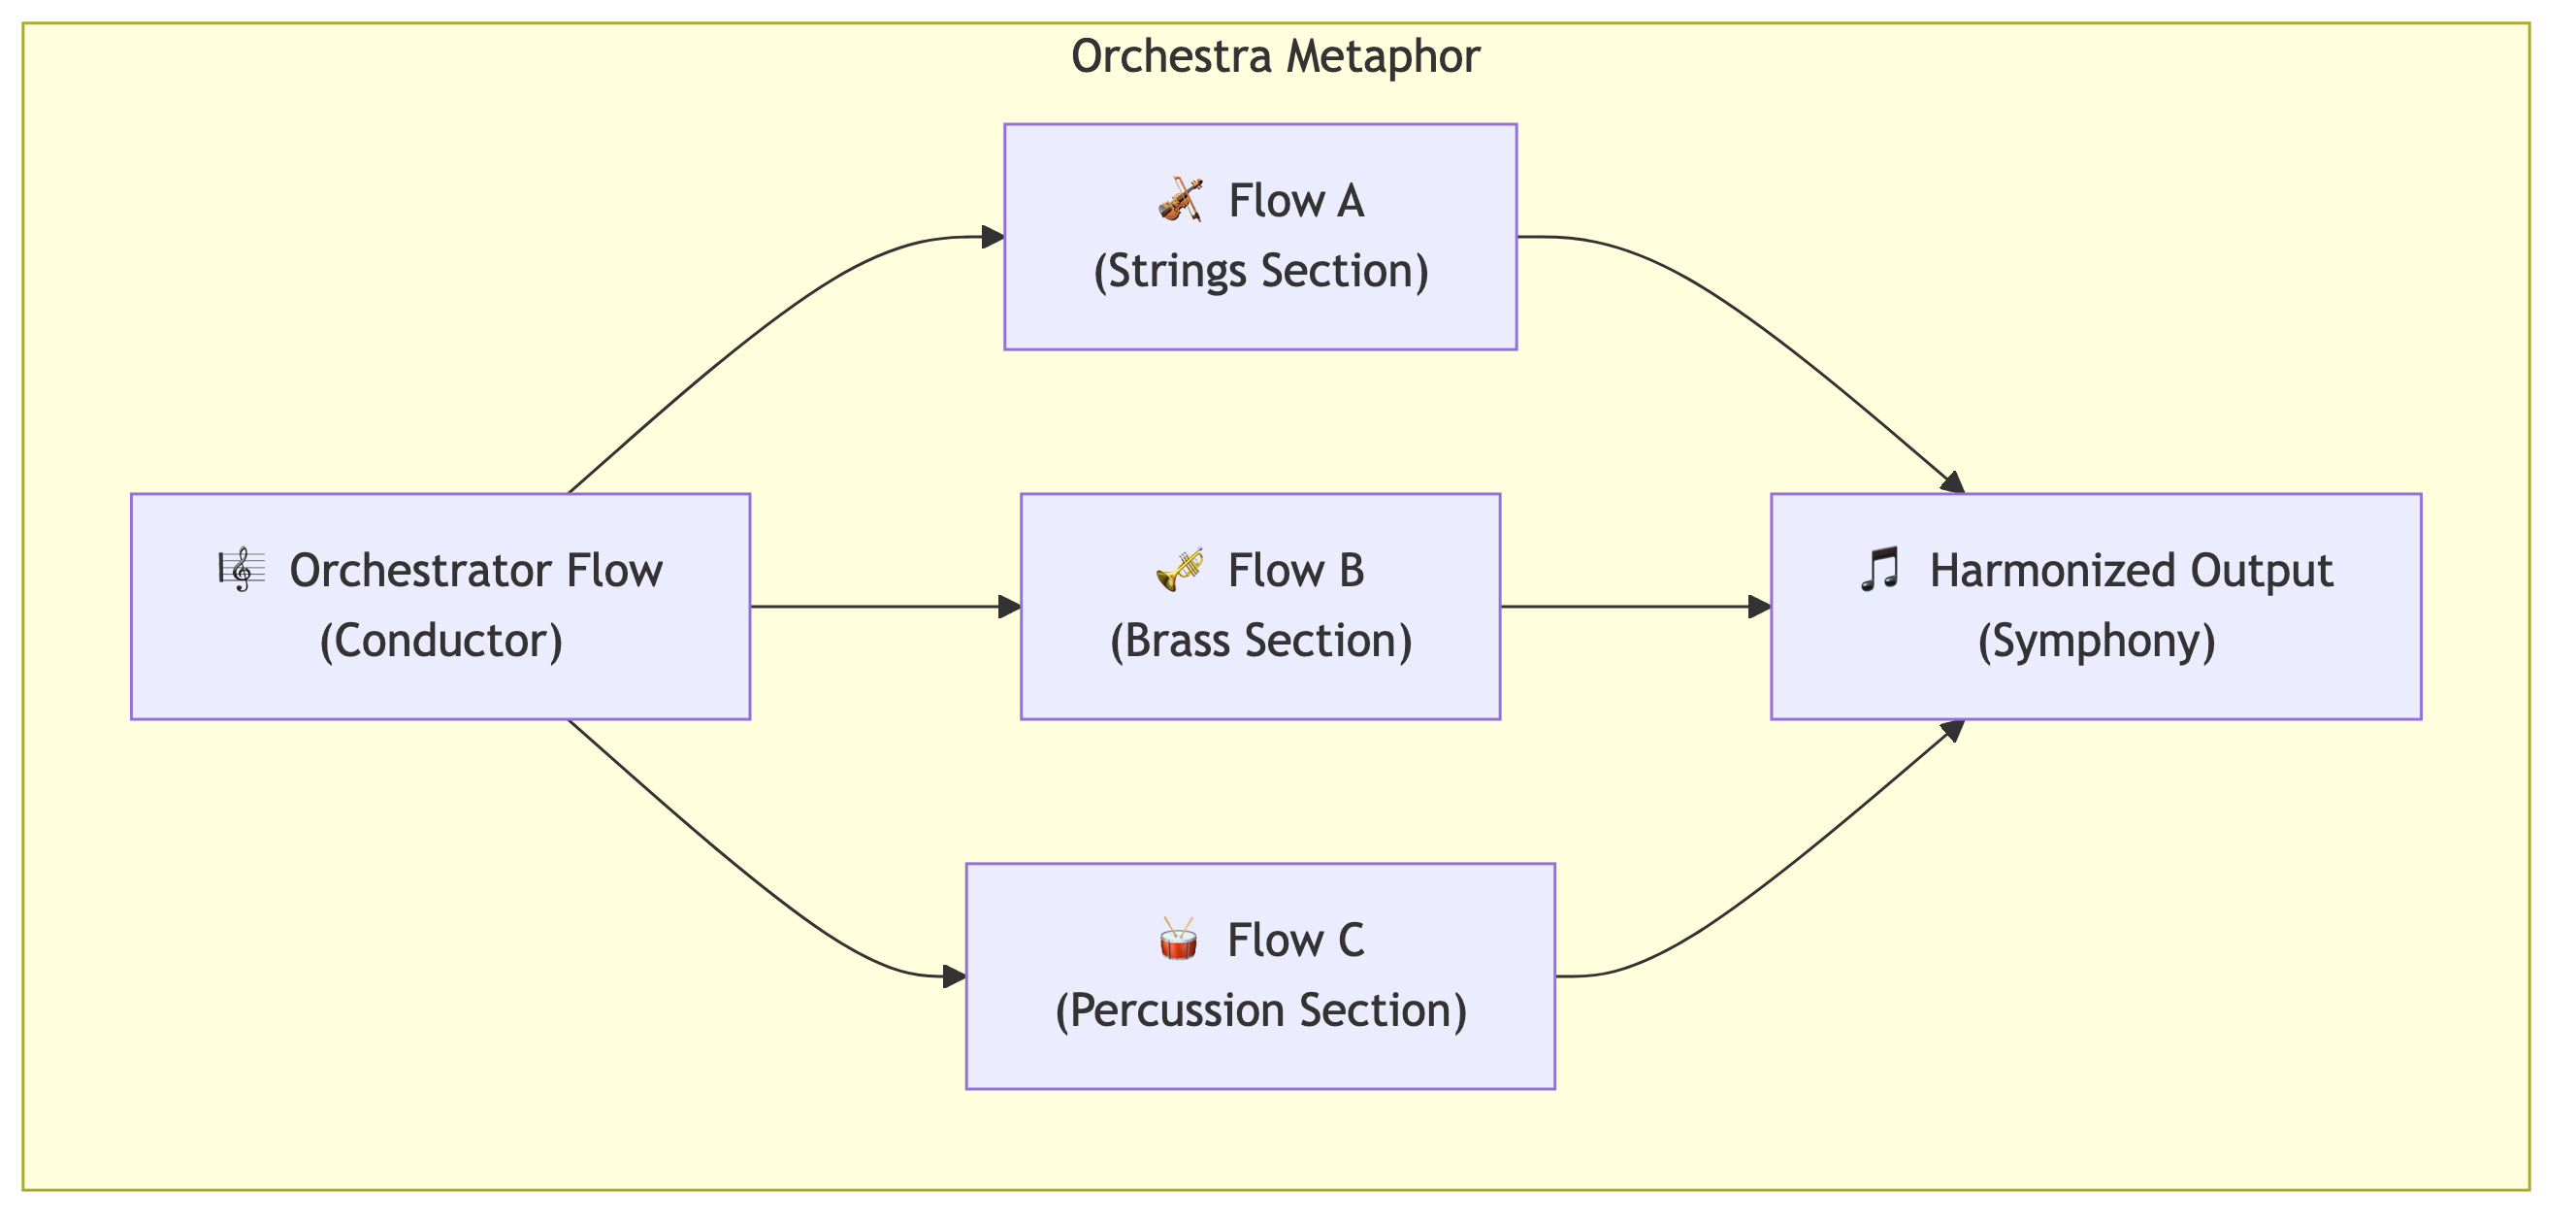 Orchestra Metaphor
🎻 Flow A
(Strings Section)
🎼 Orchestrator Flow
(Conductor)
🎺 Flow B
(Brass Section)
🎵 Harmonized Output
(Symphony)
🥁 Flow C
(Percussion Section)